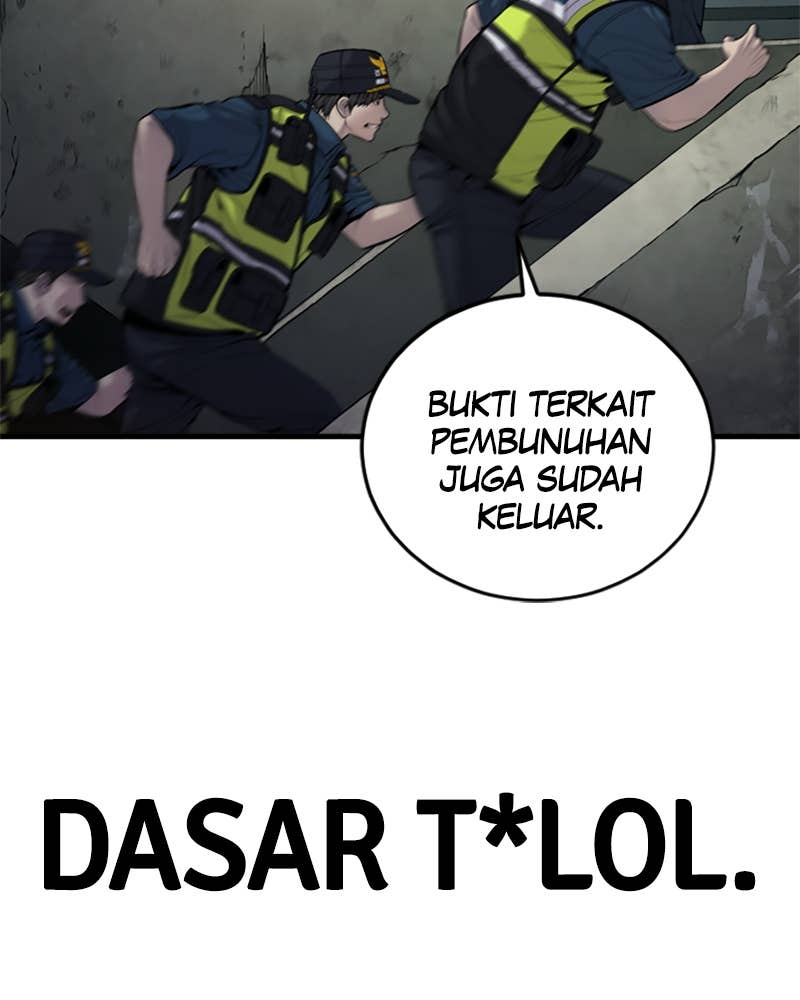 BUKTI TERKAIT
PEMBUNUHAN
JUGA SUDAH
KELUAR.
DASAR T*LOL.